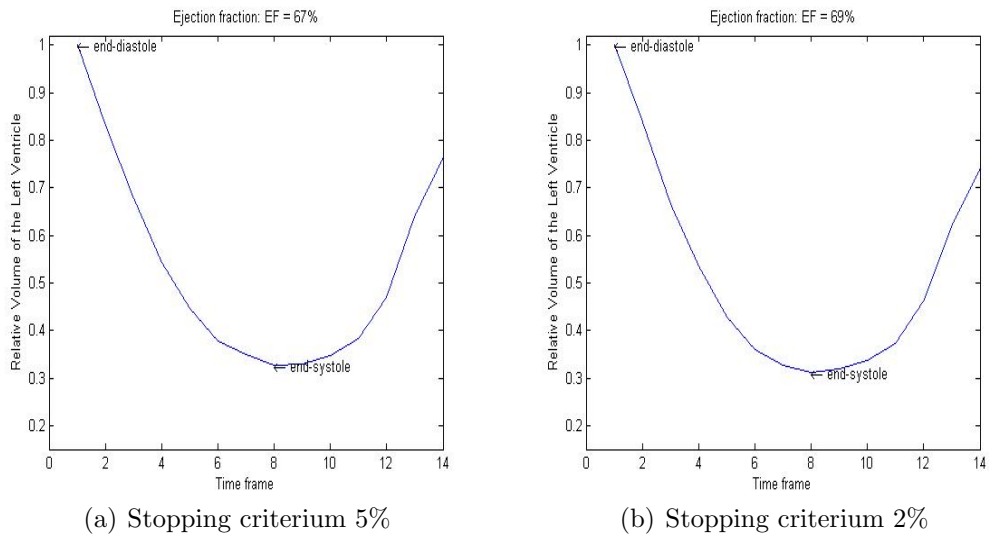 Ejection fraction: EF = 67%
1
0.9
0.8
0.7
0.6
0.5
0.4
0.3
0.2
← end-diastole
← end-systole
Relative Volume of the Left Ventricle
0 2 4 6 8 10 12 14
Time frame
(a) Stopping criterium 5%
Ejection fraction: EF = 69%
1
0.9
0.8
0.7
0.6
0.5
0.4
0.3
0.2
← end-diastole
← end-systole
Relative Volume of the Left Ventricle
0 2 4 6 8 10 12 14
Time frame
(b) Stopping criterium 2%